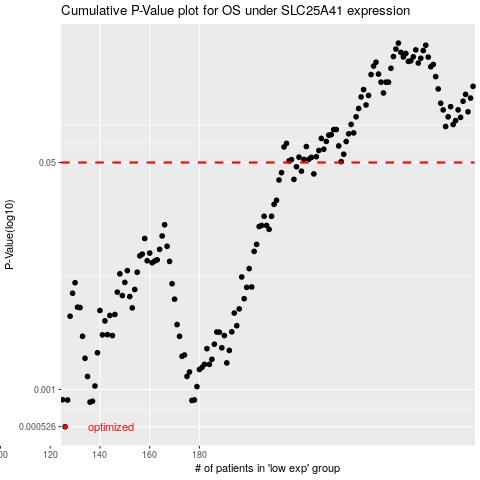 Cumulative P-Value plot for OS under SLC25A41 expression
P-Value(log10)
0.05
0.001
0.000526
optimized
00 120 140 160 180
# of patients in 'low exp' group